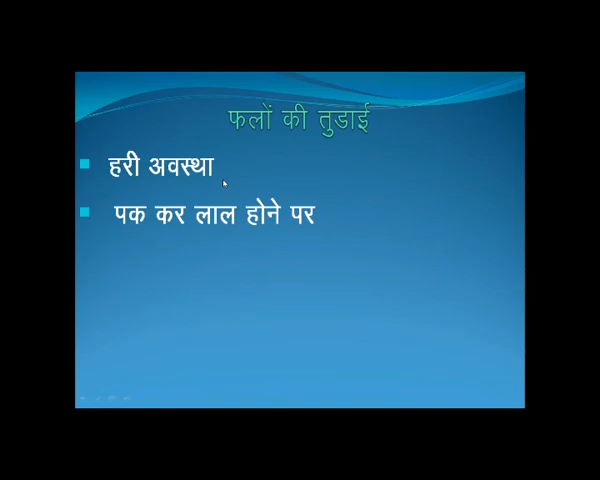 फलों की तुडाई
हरी अवस्था
पक कर लाल होने पर